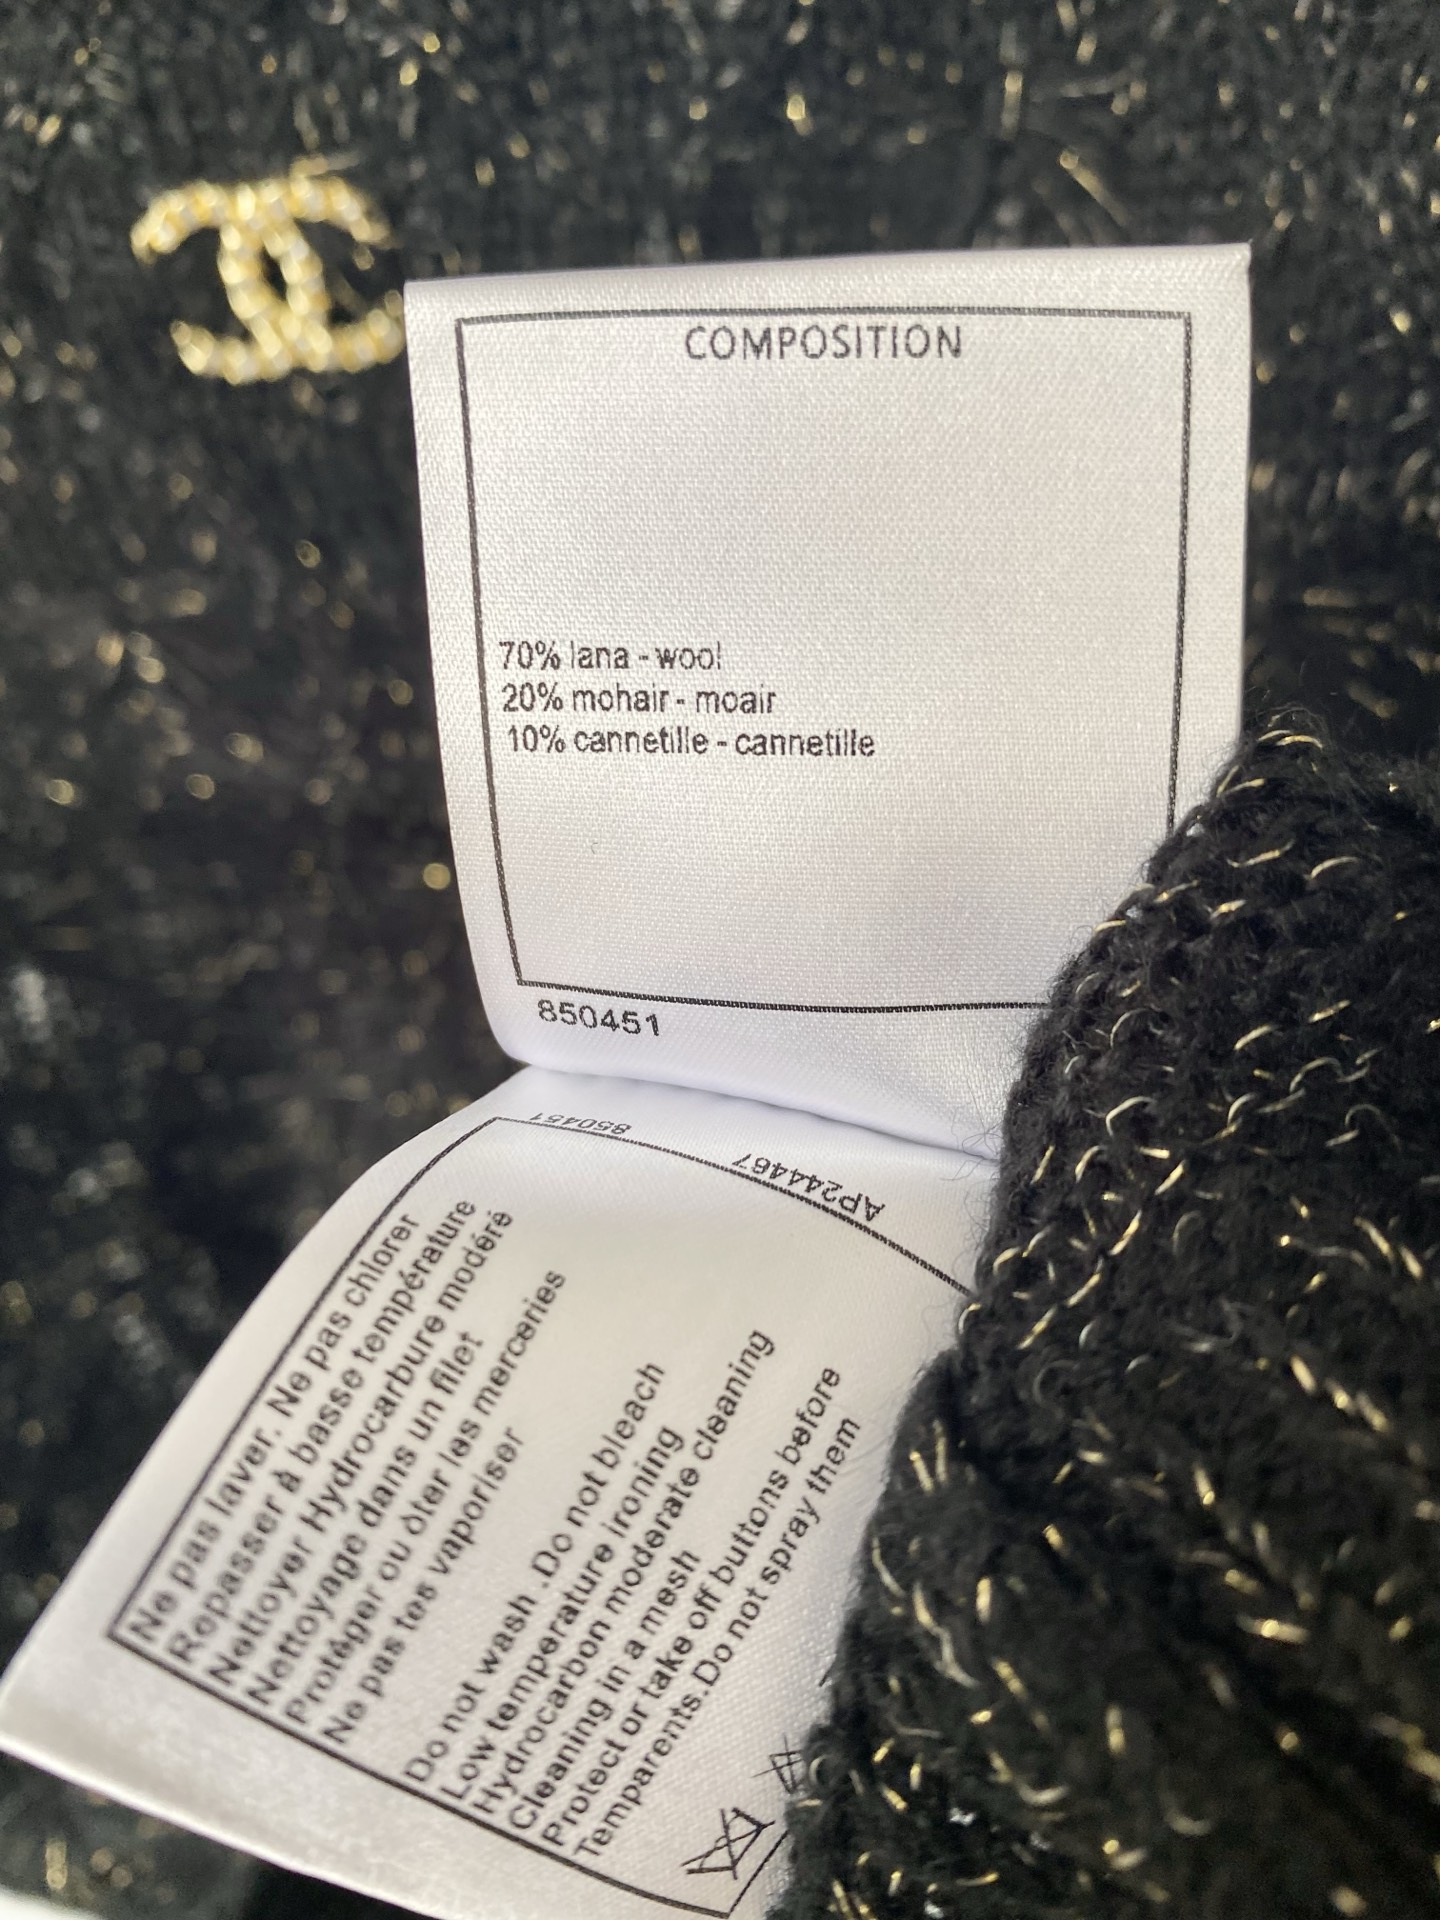 COMPOSITION
70% lana - wool
20% mohair - moair
10% cannetille - cannetille
850451
850451
AP244467
Ne pas laver. Ne pas chlorer
Repasser à basse température
Nettoyer Hydrocarbure modéré
Nettoyage dans un filet
Protéger ou ôter les merceries
Ne pas tes vaporiser
Do not wash .Do not bleach
Low temperature ironing
Hydrocarbon moderate cleaning
Cleaning in a mesh
Protect or take off buttons before
Temparents.Do not spray them